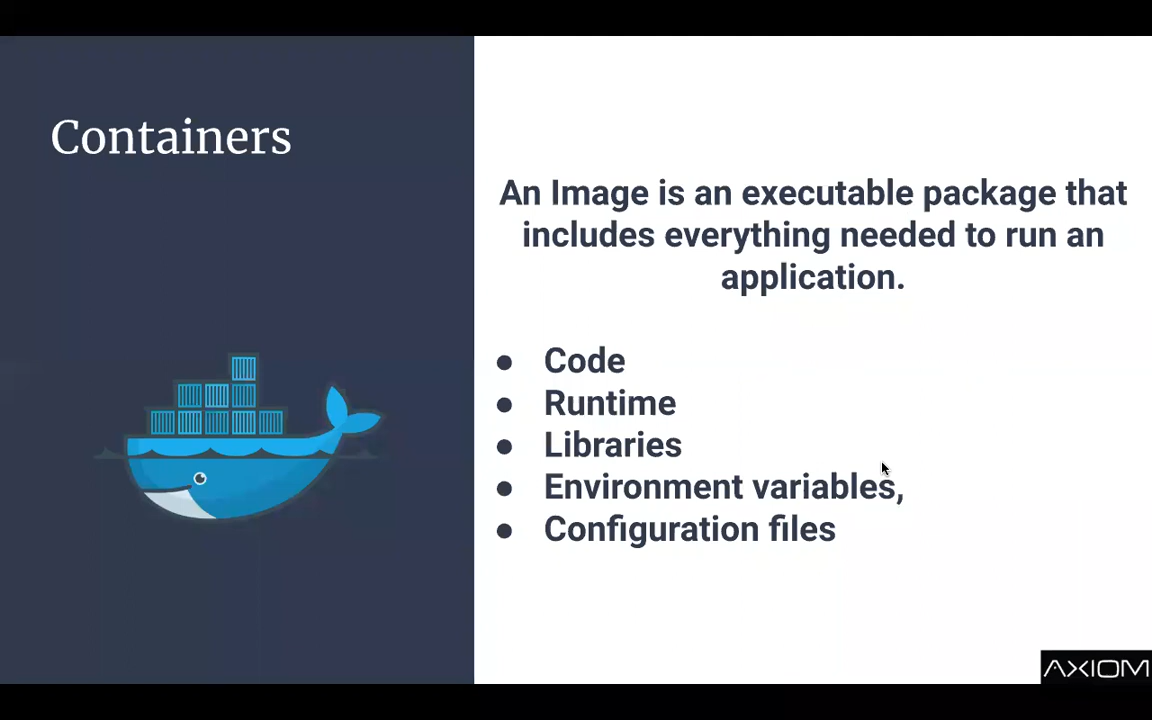 Containers
An Image is an executable package that
includes everything needed to run an
application.
● Code
● Runtime
● Libraries
● Environment variables,
● Configuration files
AXIOM